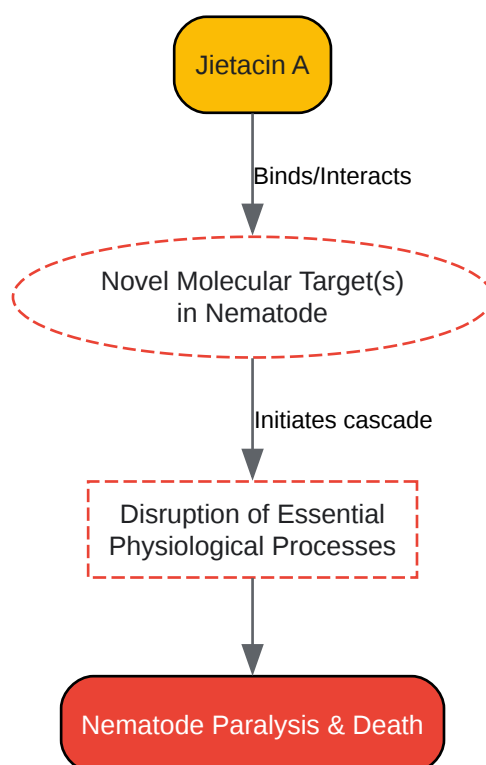 Jietacin A
Binds/Interacts
Novel Molecular Target(s)
in Nematode
Initiates cascade
Disruption of Essential
Physiological Processes
Nematode Paralysis & Death